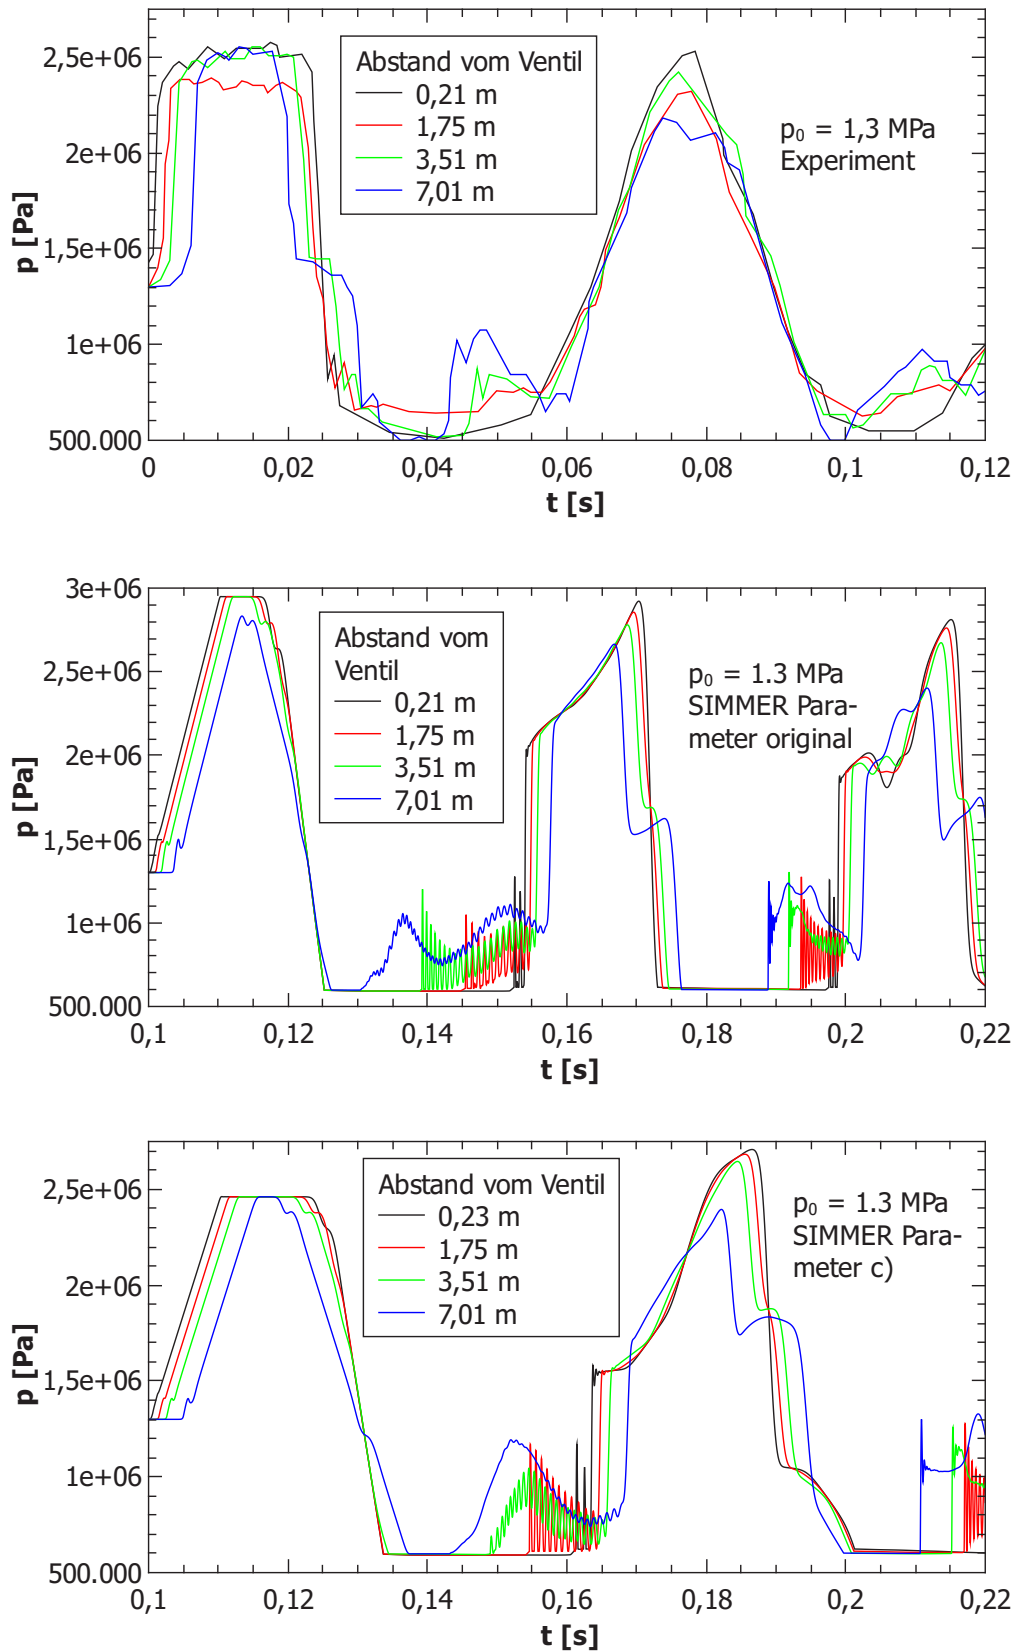 2,5e+06
2e+06
1,5e+06
1e+06
500.000
p [Pa]
Abstand vom Ventil
0,21 m
1,75 m
3,51 m
7,01 m
p₀ = 1,3 MPa
Experiment
0 0,02 0,04 0,06 0,08 0,1 0,12
t [s]
3e+06
2,5e+06
2e+06
1,5e+06
1e+06
500.000
p [Pa]
Abstand vom
Ventil
0,21 m
1,75 m
3,51 m
7,01 m
p₀ = 1.3 MPa
SIMMER Para-
meter original
0,1 0,12 0,14 0,16 0,18 0,2 0,22
t [s]
2,5e+06
2e+06
1,5e+06
1e+06
500.000
p [Pa]
Abstand vom Ventil
0,23 m
1,75 m
3,51 m
7,01 m
p₀ = 1.3 MPa
SIMMER Para-
meter c)
0,1 0,12 0,14 0,16 0,18 0,2 0,22
t [s]